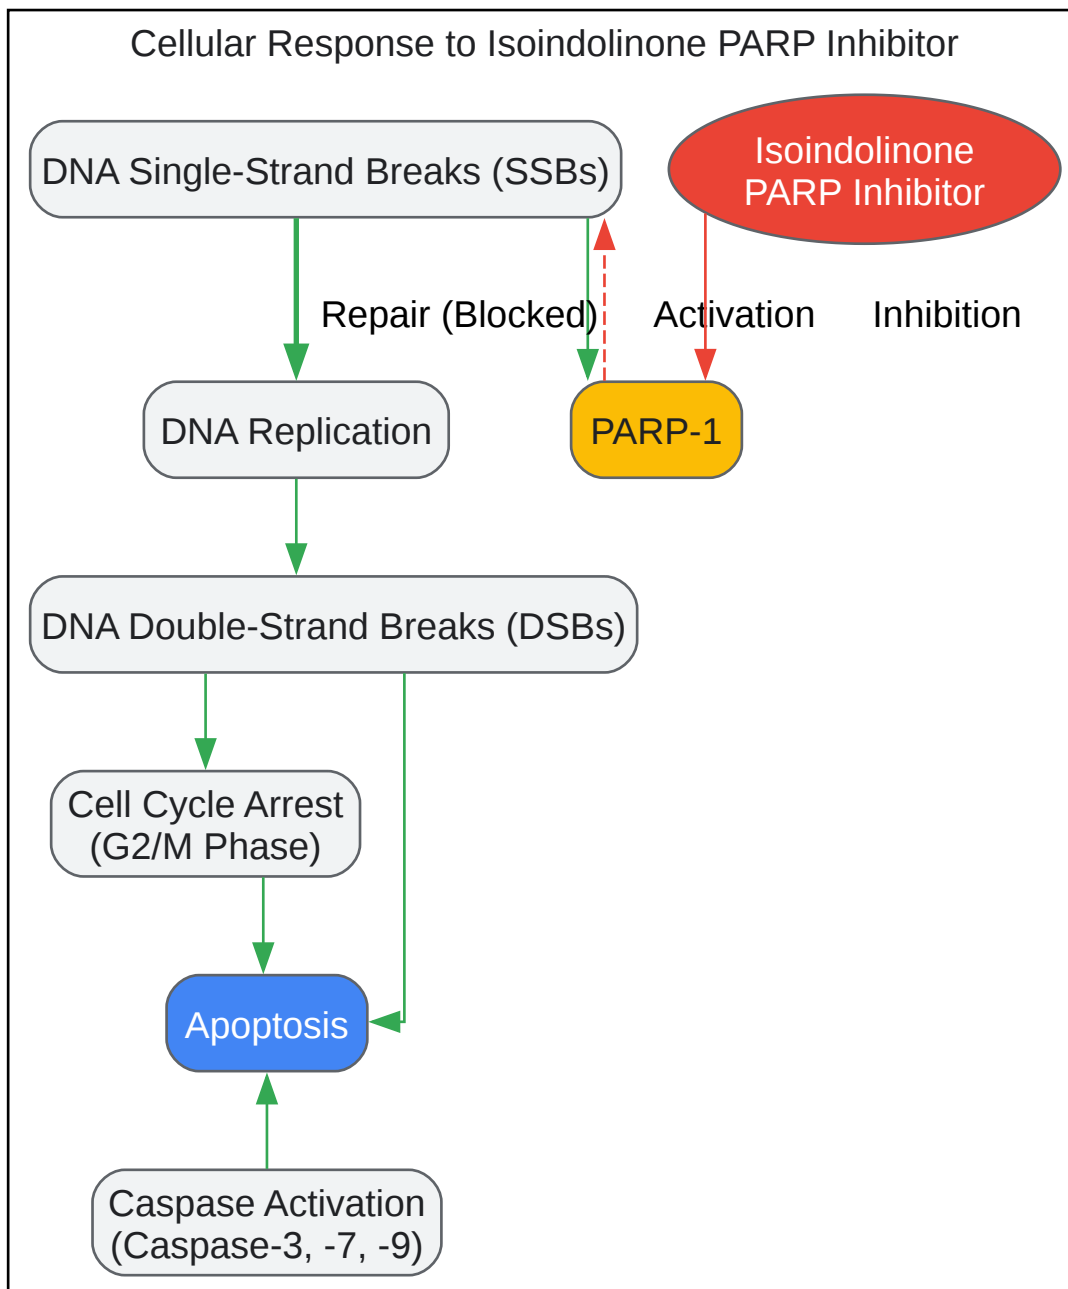 Cellular Response to Isoindolinone PARP Inhibitor
DNA Single-Strand Breaks (SSBs)
Isoindolinone
PARP Inhibitor
Repair (Blocked)
Activation
Inhibition
DNA Replication
PARP-1
DNA Double-Strand Breaks (DSBs)
Cell Cycle Arrest
(G2/M Phase)
Apoptosis
Caspase Activation
(Caspase-3, -7, -9)